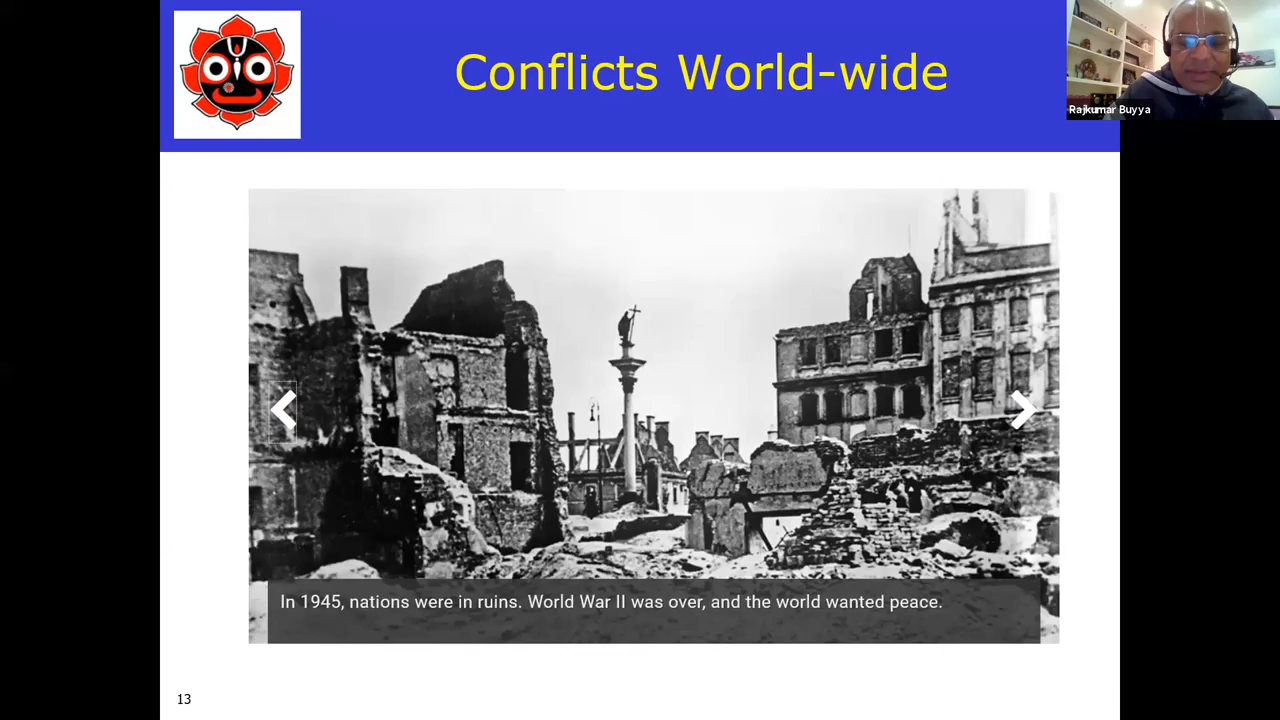 Conflicts World-wide
Rajkumar Buyya
In 1945, nations were in ruins. World War II was over, and the world wanted peace.
13